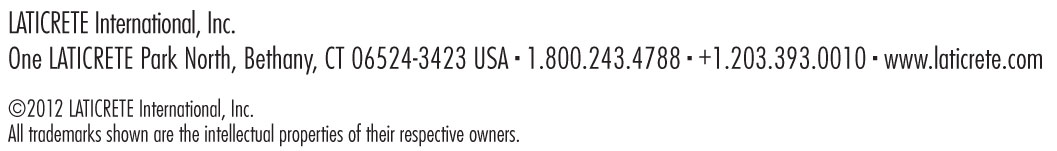 LATICRETE International, Inc.
One LATICRETE Park North, Bethany, CT 06524-3423 USA ▪ 1.800.243.4788 ▪ +1.203.393.0010 ▪ www.laticrete.com
©2012 LATICRETE International, Inc.
All trademarks shown are the intellectual properties of their respective owners.